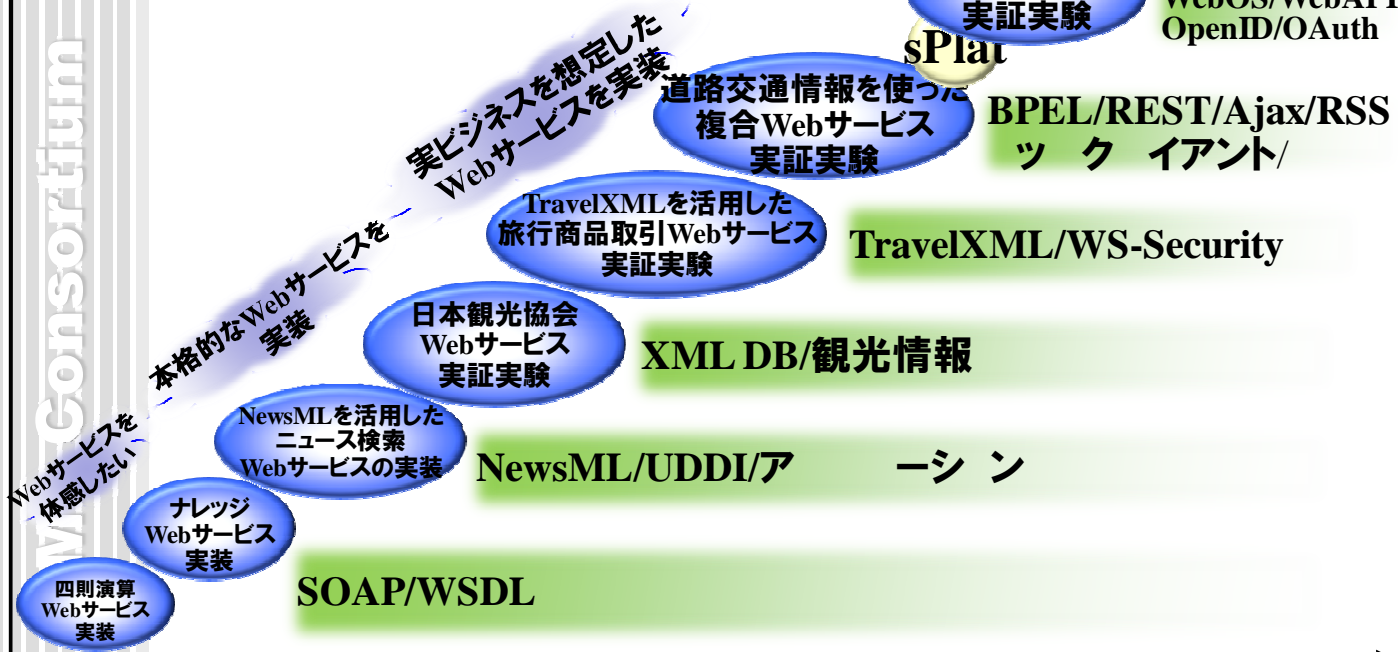 実証実験
WebOS/WebAPI
OpenID/OAuth
sPlat
道路交通情報を使った
複合Webサービス
実証実験
BPEL/REST/Ajax/RSS
ッ ク イアント/
実ビジネスを想定した
Webサービスを実装
TravelXMLを活用した
旅行商品取引Webサービス
実証実験
TravelXML/WS-Security
本格的なWebサービスを
実装
日本観光協会
Webサービス
実証実験
XML DB/観光情報
NewsMLを活用した
ニュース検索
Webサービスの実装
NewsML/UDDI/ア ーシ ン
Webサービスを
体感したい
ナレッジ
Webサービス
実装
SOAP/WSDL
四則演算
Webサービス
実装
Consortium